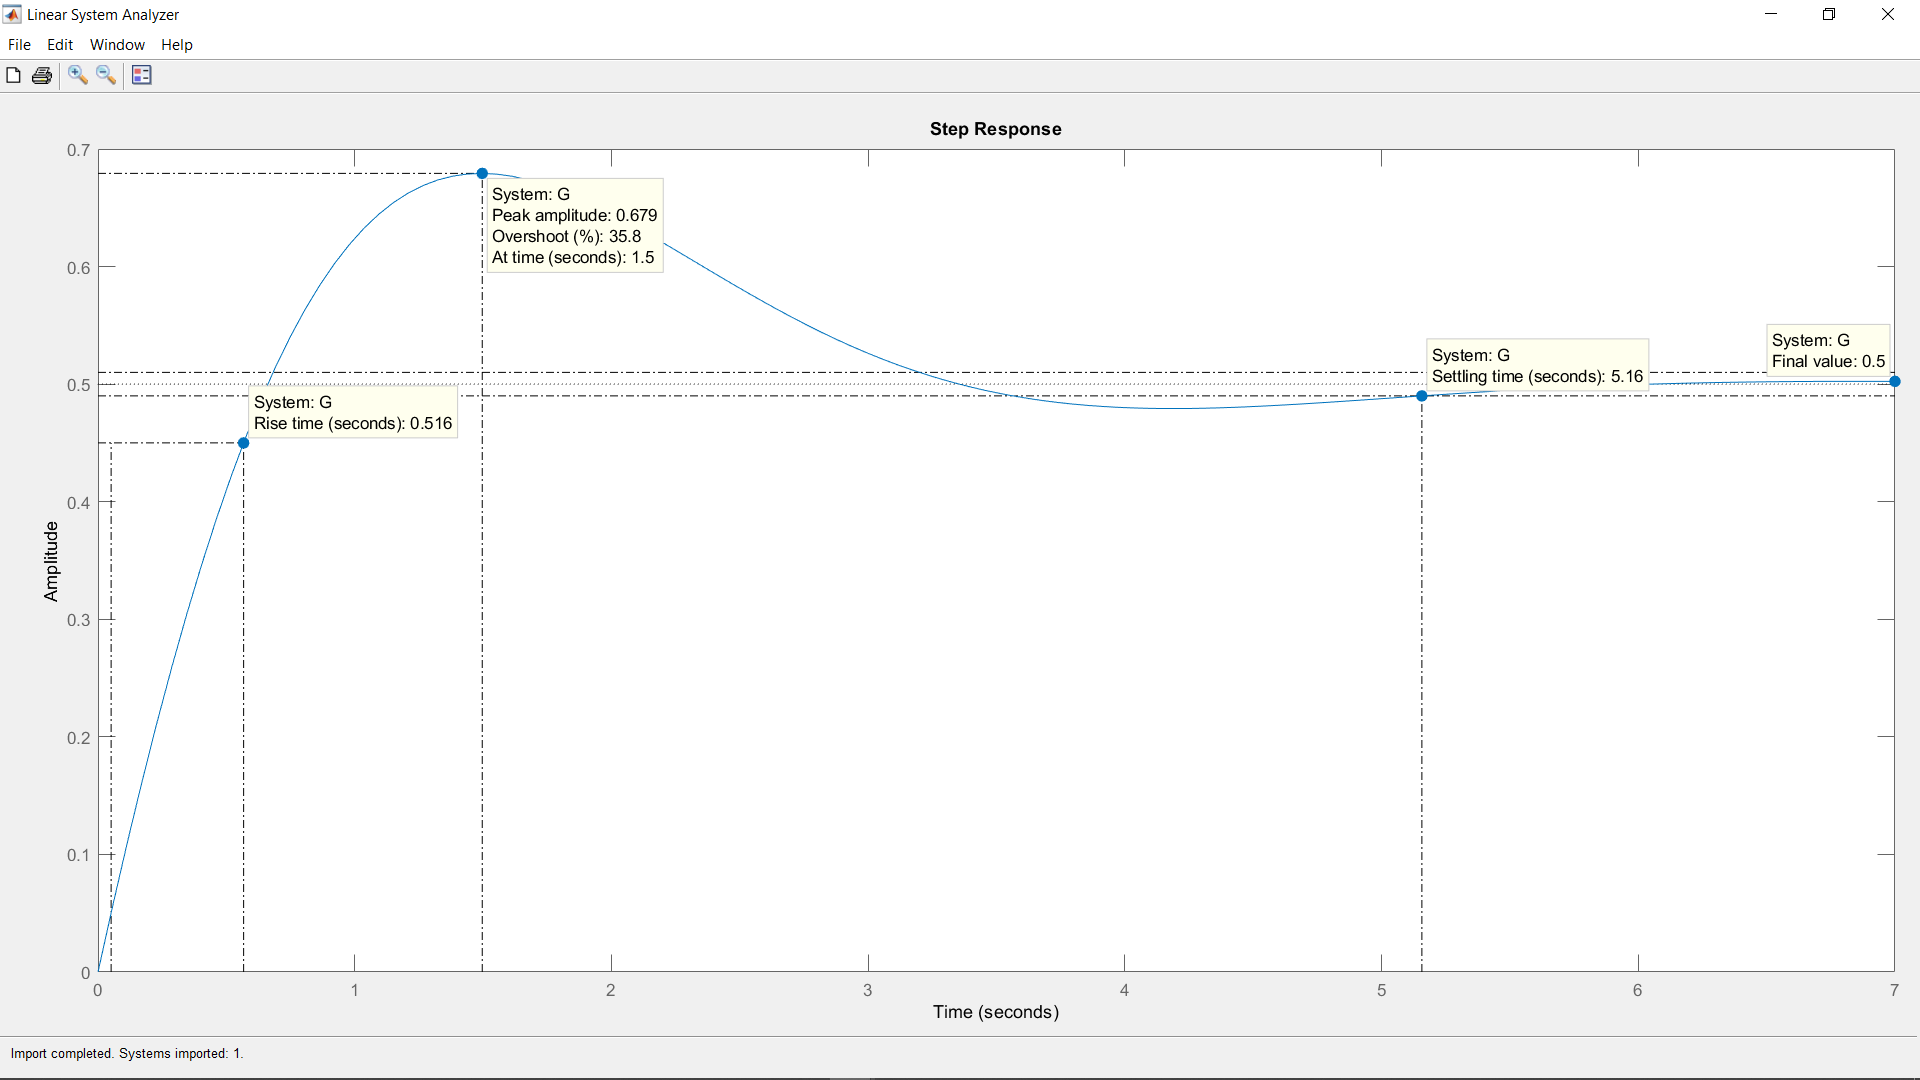 Linear System Analyzer
File Edit Window Help
Step Response
0.7
0.6
0.5
0.4
0.3
0.2
0.1
0
Amplitude
System: G
Peak amplitude: 0.679
Overshoot (%): 35.8
At time (seconds): 1.5
System: G
Rise time (seconds): 0.516
System: G
Settling time (seconds): 5.16
System: G
Final value: 0.5
0 1 2 3 4 5 6 7
Time (seconds)
Import completed. Systems imported: 1.